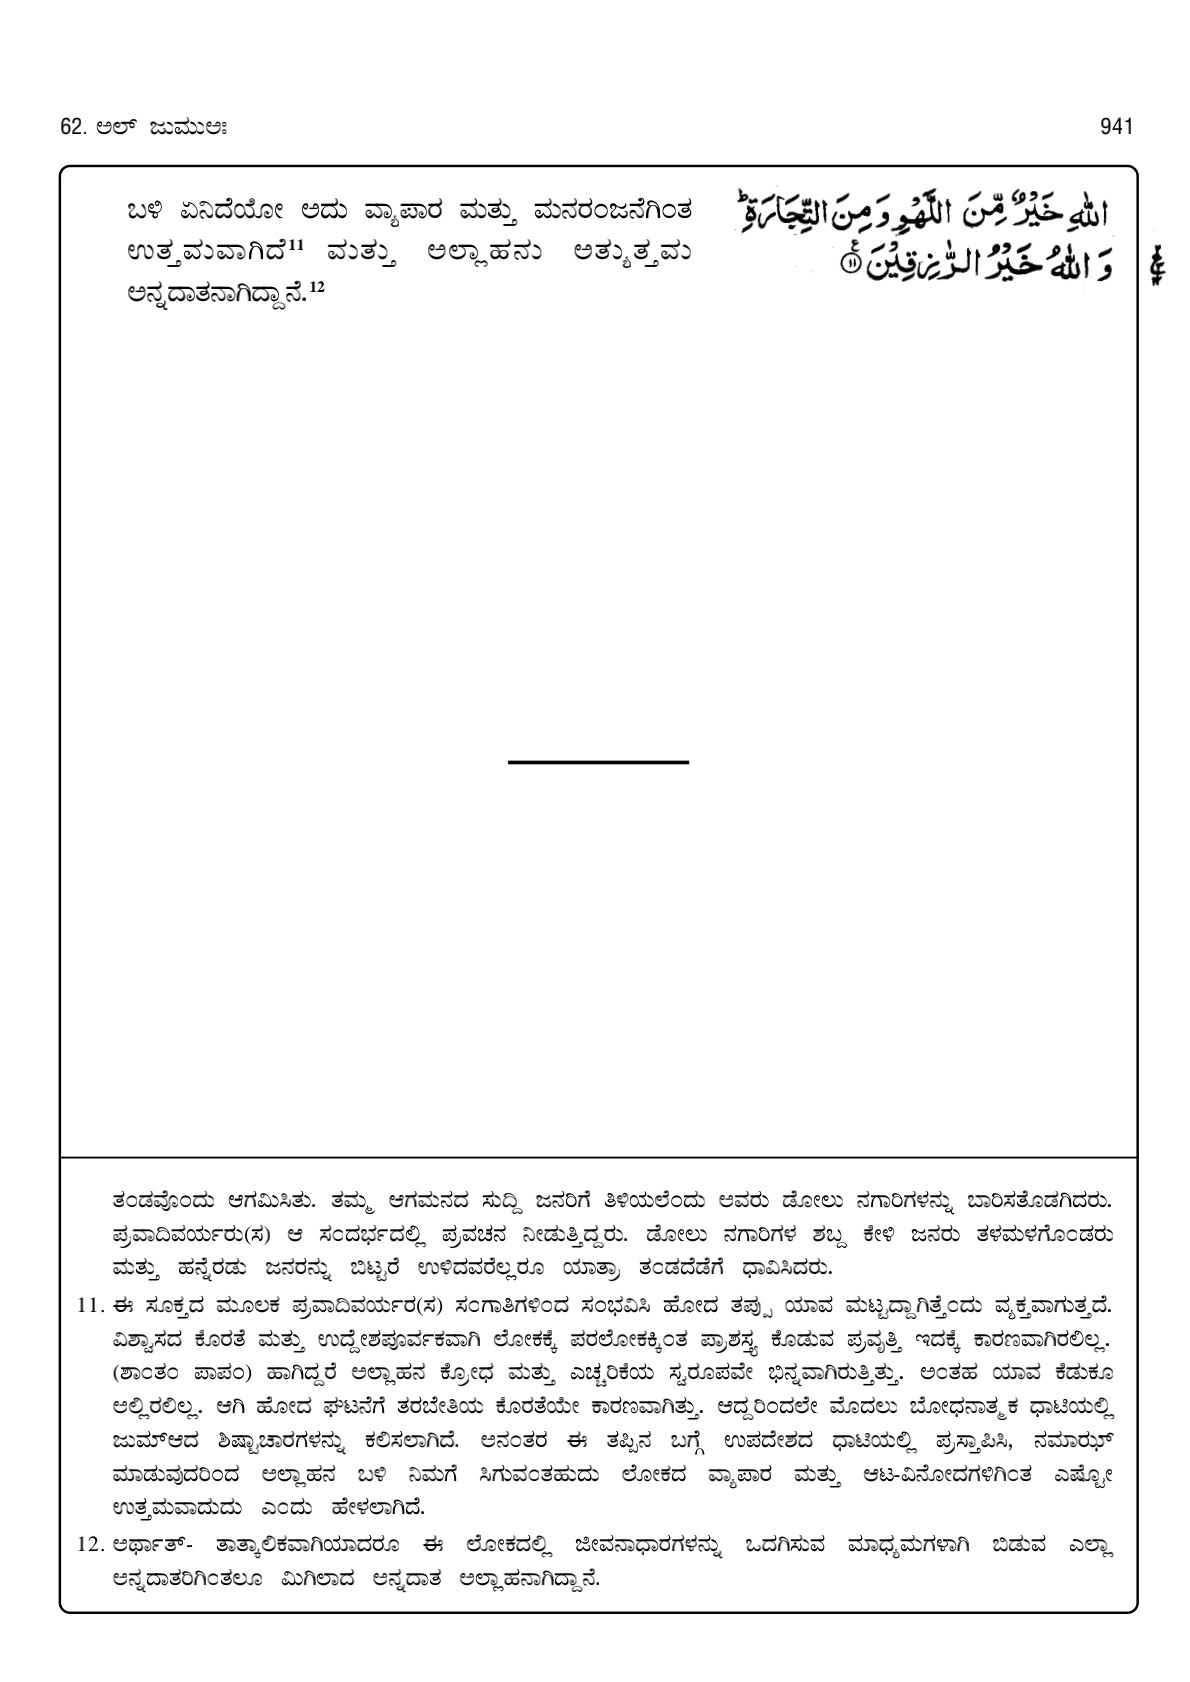 62. ಅಲ್ ಜುಮುಅಃ 941
ಬಳಿ ಏನಿದೆಯೋ ಅದು ವ್ಯಾಪಾರ ಮತ್ತು ಮನರಂಜನೆಗಿಂತ
ಉತ್ತಮವಾಗಿದೆ11 ಮತ್ತು ಅಲ್ಲಾಹನು ಅತ್ಯುತ್ತಮ
ಅನ್ನದಾತನಾಗಿದ್ದಾನೆ.12
اللهِ خَيْرٌ مِّنَ اللَّهْوِ وَمِنَ التِّجَارَةِ ؕ
وَ اللهُ خَيْرُ الرّٰزِقِيْنَ ۝۱۱
ತಂಡವೊಂದು ಆಗಮಿಸಿತು. ತಮ್ಮ ಆಗಮನದ ಸುದ್ದಿ ಜನರಿಗೆ ತಿಳಿಯಲೆಂದು ಅವರು ಡೋಲು ನಗಾರಿಗಳನ್ನು ಬಾರಿಸತೊಡಗಿದರು.
ಪ್ರವಾದಿವರ್ಯರು(ಸ) ಆ ಸಂದರ್ಭದಲ್ಲಿ ಪ್ರವಚನ ನೀಡುತ್ತಿದ್ದರು. ಡೋಲು ನಗಾರಿಗಳ ಶಬ್ದ ಕೇಳಿ ಜನರು ತಳಮಳಗೊಂಡರು
ಮತ್ತು ಹನ್ನೆರಡು ಜನರನ್ನು ಬಿಟ್ಟರೆ ಉಳಿದವರೆಲ್ಲರೂ ಯಾತ್ರಾ ತಂಡದೆಡೆಗೆ ಧಾವಿಸಿದರು.
11. ಈ ಸೂಕ್ತದ ಮೂಲಕ ಪ್ರವಾದಿವರ್ಯರ(ಸ) ಸಂಗಾತಿಗಳಿಂದ ಸಂಭವಿಸಿ ಹೋದ ತಪ್ಪು ಯಾವ ಮಟ್ಟದ್ದಾಗಿತ್ತೆಂದು ವ್ಯಕ್ತವಾಗುತ್ತದೆ.
ವಿಶ್ವಾಸದ ಕೊರತೆ ಮತ್ತು ಉದ್ದೇಶಪೂರ್ವಕವಾಗಿ ಲೋಕಕ್ಕೆ ಪರಲೋಕಕ್ಕಿಂತ ಪ್ರಾಶಸ್ತ್ಯ ಕೊಡುವ ಪ್ರವೃತ್ತಿ ಇದಕ್ಕೆ ಕಾರಣವಾಗಿರಲಿಲ್ಲ.
(ಶಾಂತಂ ಪಾಪಂ) ಹಾಗಿದ್ದರೆ ಅಲ್ಲಾಹನ ಕ್ರೋಧ ಮತ್ತು ಎಚ್ಚರಿಕೆಯ ಸ್ವರೂಪವೇ ಭಿನ್ನವಾಗಿರುತ್ತಿತ್ತು. ಅಂತಹ ಯಾವ ಕೆಡುಕೂ
ಅಲ್ಲಿರಲಿಲ್ಲ. ಆಗಿ ಹೋದ ಘಟನೆಗೆ ತರಬೇತಿಯ ಕೊರತೆಯೇ ಕಾರಣವಾಗಿತ್ತು. ಆದ್ದರಿಂದಲೇ ಮೊದಲು ಬೋಧನಾತ್ಮಕ ಧಾಟಿಯಲ್ಲಿ
ಜುಮ್‌ಆದ ಶಿಷ್ಟಾಚಾರಗಳನ್ನು ಕಲಿಸಲಾಗಿದೆ. ಅನಂತರ ಈ ತಪ್ಪಿನ ಬಗ್ಗೆ ಉಪದೇಶದ ಧಾಟಿಯಲ್ಲಿ ಪ್ರಸ್ತಾಪಿಸಿ, ನಮಾಝ್
ಮಾಡುವುದರಿಂದ ಅಲ್ಲಾಹನ ಬಳಿ ನಿಮಗೆ ಸಿಗುವಂತಹುದು ಲೋಕದ ವ್ಯಾಪಾರ ಮತ್ತು ಆಟ-ವಿನೋದಗಳಿಗಿಂತ ಎಷ್ಟೋ
ಉತ್ತಮವಾದುದು ಎಂದು ಹೇಳಲಾಗಿದೆ.
12. ಅರ್ಥಾತ್- ತಾತ್ಕಾಲಿಕವಾಗಿಯಾದರೂ ಈ ಲೋಕದಲ್ಲಿ ಜೀವನಾಧಾರಗಳನ್ನು ಒದಗಿಸುವ ಮಾಧ್ಯಮಗಳಾಗಿ ಬಿಡುವ ಎಲ್ಲಾ
ಅನ್ನದಾತರಿಗಿಂತಲೂ ಮಿಗಿಲಾದ ಅನ್ನದಾತ ಅಲ್ಲಾಹನಾಗಿದ್ದಾನೆ.